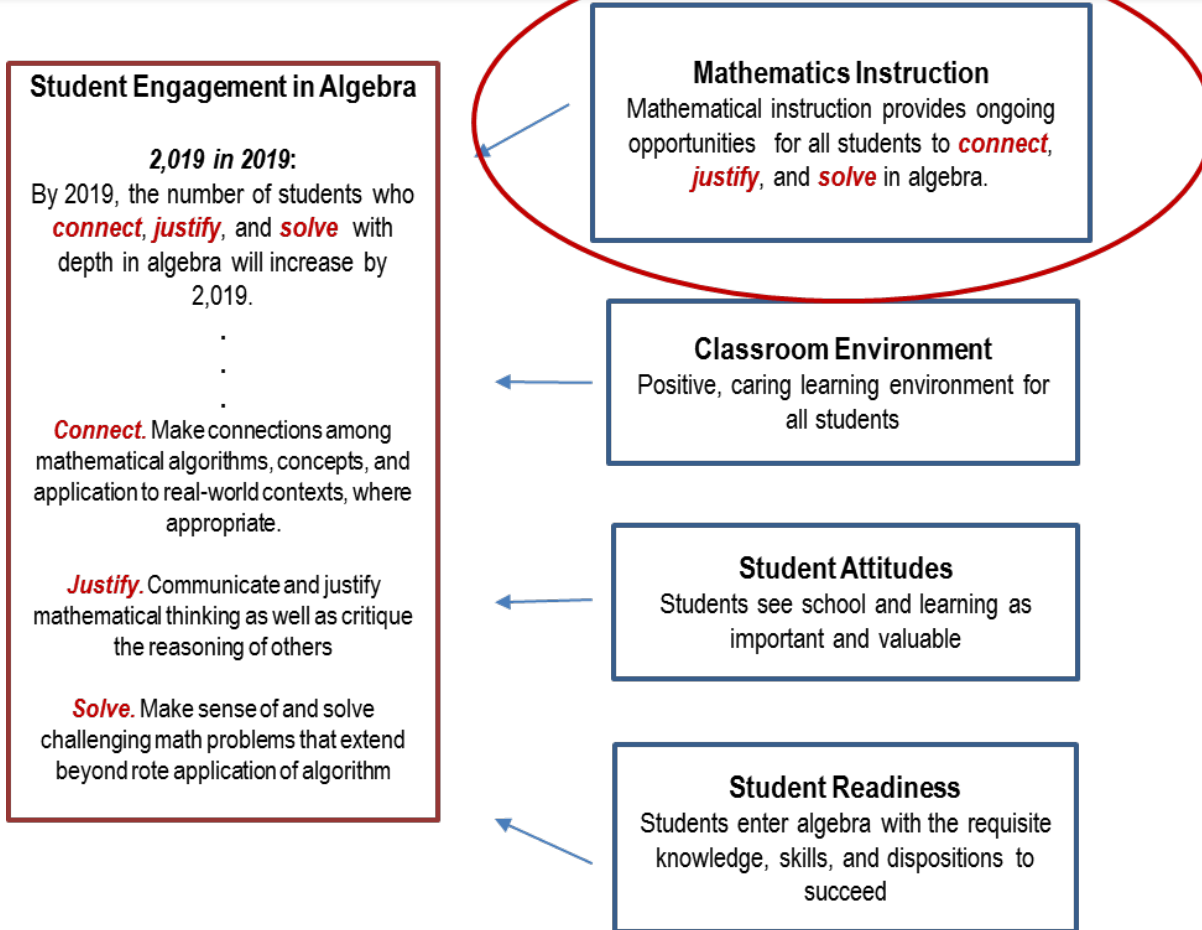 Student Engagement in Algebra
2,019 in 2019:
By 2019, the number of students who
connect, justify, and solve with
depth in algebra will increase by
2,019.
.
.
.
Connect. Make connections among
mathematical algorithms, concepts, and
application to real-world contexts, where
appropriate.
Justify. Communicate and justify
mathematical thinking as well as critique
the reasoning of others
Solve. Make sense of and solve
challenging math problems that extend
beyond rote application of algorithm
Mathematics Instruction
Mathematical instruction provides ongoing
opportunities for all students to connect,
justify, and solve in algebra.
Classroom Environment
Positive, caring learning environment for
all students
Student Attitudes
Students see school and learning as
important and valuable
Student Readiness
Students enter algebra with the requisite
knowledge, skills, and dispositions to
succeed